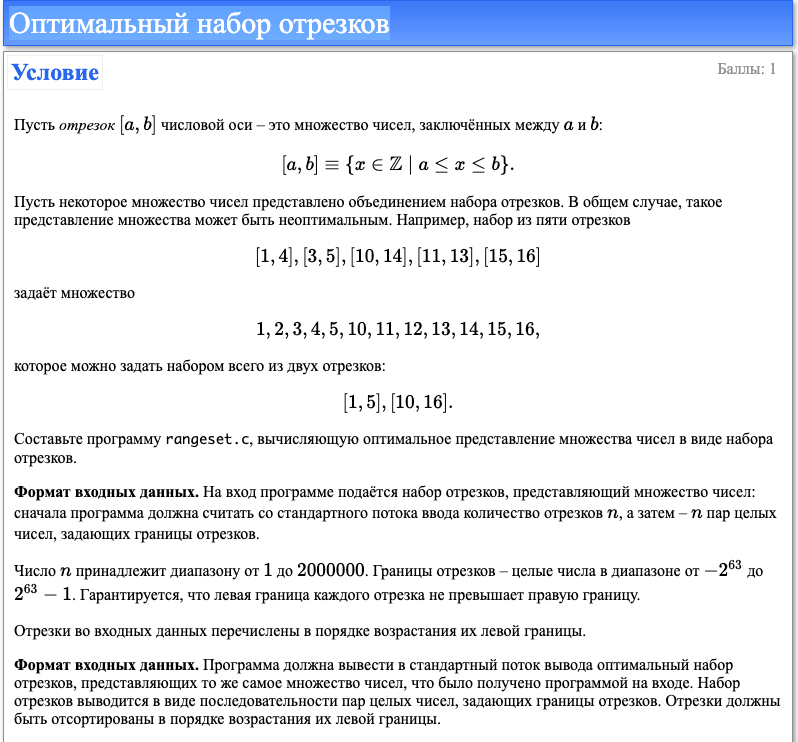 Оптимальный набор отрезков
Условие
Баллы: 1
Пусть отрезок [a, b] числовой оси – это множество чисел, заключённых между a и b:
[a, b] ≡ {x ∈ ℤ | a ≤ x ≤ b}.
Пусть некоторое множество чисел представлено объединением набора отрезков. В общем случае, такое
представление множества может быть неоптимальным. Например, набор из пяти отрезков
[1, 4], [3, 5], [10, 14], [11, 13], [15, 16]
задаёт множество
1, 2, 3, 4, 5, 10, 11, 12, 13, 14, 15, 16,
которое можно задать набором всего из двух отрезков:
[1, 5], [10, 16].
Составьте программу rangeset.c, вычисляющую оптимальное представление множества чисел в виде набора
отрезков.
Формат входных данных. На вход программе подаётся набор отрезков, представляющий множество чисел:
сначала программа должна считать со стандартного потока ввода количество отрезков n, а затем – n пар целых
чисел, задающих границы отрезков.
Число n принадлежит диапазону от 1 до 2000000. Границы отрезков – целые числа в диапазоне от −2⁶³ до
2⁶³ − 1. Гарантируется, что левая граница каждого отрезка не превышает правую границу.
Отрезки во входных данных перечислены в порядке возрастания их левой границы.
Формат входных данных. Программа должна вывести в стандартный поток вывода оптимальный набор
отрезков, представляющих то же самое множество чисел, что было получено программой на входе. Набор
отрезков выводится в виде последовательности пар целых чисел, задающих границы отрезков. Отрезки должны
быть отсортированы в порядке возрастания их левой границы.